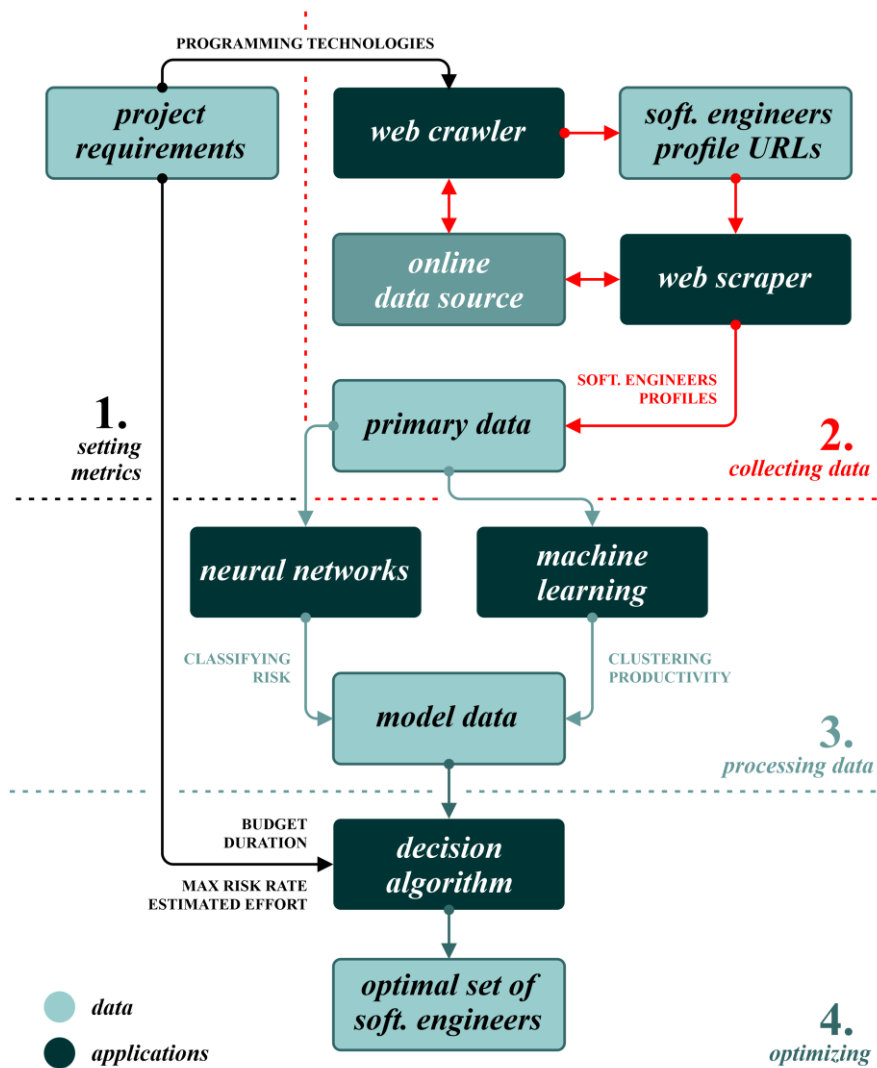 PROGRAMMING TECHNOLOGIES
project
requirements
web crawler
soft. engineers
profile URLs
online
data source
web scraper
SOFT. ENGINEERS
PROFILES
primary data
1.
setting
metrics
2.
collecting data
neural networks
machine
learning
CLASSIFYING
RISK
CLUSTERING
PRODUCTIVITY
model data
3.
processing data
BUDGET
DURATION
MAX RISK RATE
ESTIMATED EFFORT
decision
algorithm
optimal set of
soft. engineers
data
applications
4.
optimizing